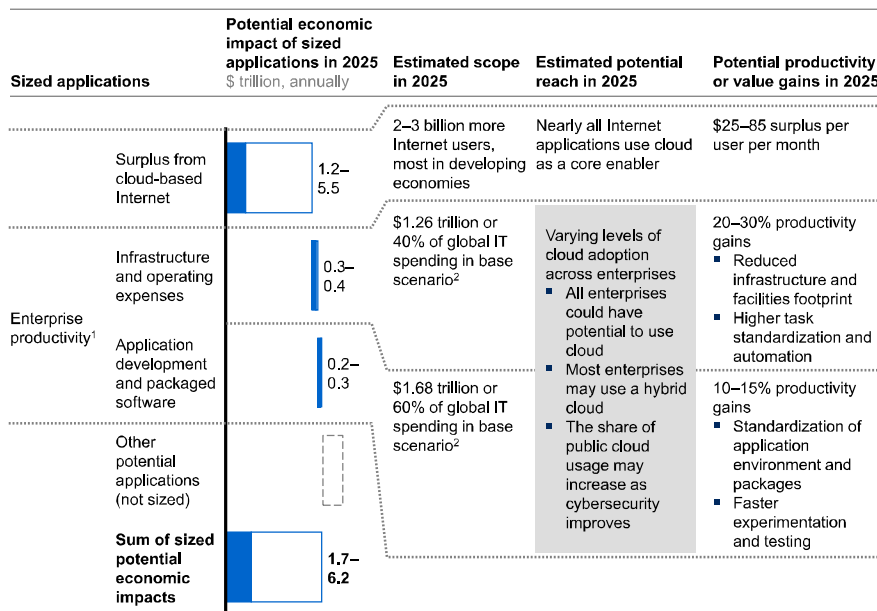 Sized applications
Potential economic
impact of sized
applications in 2025
$ trillion, annually
Estimated scope
in 2025
Estimated potential
reach in 2025
Potential productivity
or value gains in 2025
Surplus from
cloud-based
Internet
1.2–
5.5
2–3 billion more
Internet users,
most in developing
economies
Nearly all Internet
applications use cloud
as a core enabler
$25–85 surplus per
user per month
Enterprise
productivity1
Infrastructure
and operating
expenses
0.3–
0.4
$1.26 trillion or
40% of global IT
spending in base
scenario2
Varying levels of
cloud adoption
across enterprises
▪ All enterprises
could have
potential to use
cloud
▪ Most enterprises
may use a hybrid
cloud
▪ The share of
public cloud
usage may
increase as
cybersecurity
improves
20–30% productivity
gains
▪ Reduced
infrastructure and
facilities footprint
▪ Higher task
standardization and
automation
Application
development
and packaged
software
0.2–
0.3
$1.68 trillion or
60% of global IT
spending in base
scenario2
10–15% productivity
gains
▪ Standardization of
application
environment and
packages
▪ Faster
experimentation
and testing
Other
potential
applications
(not sized)
Sum of sized
potential
economic
impacts
1.7–
6.2